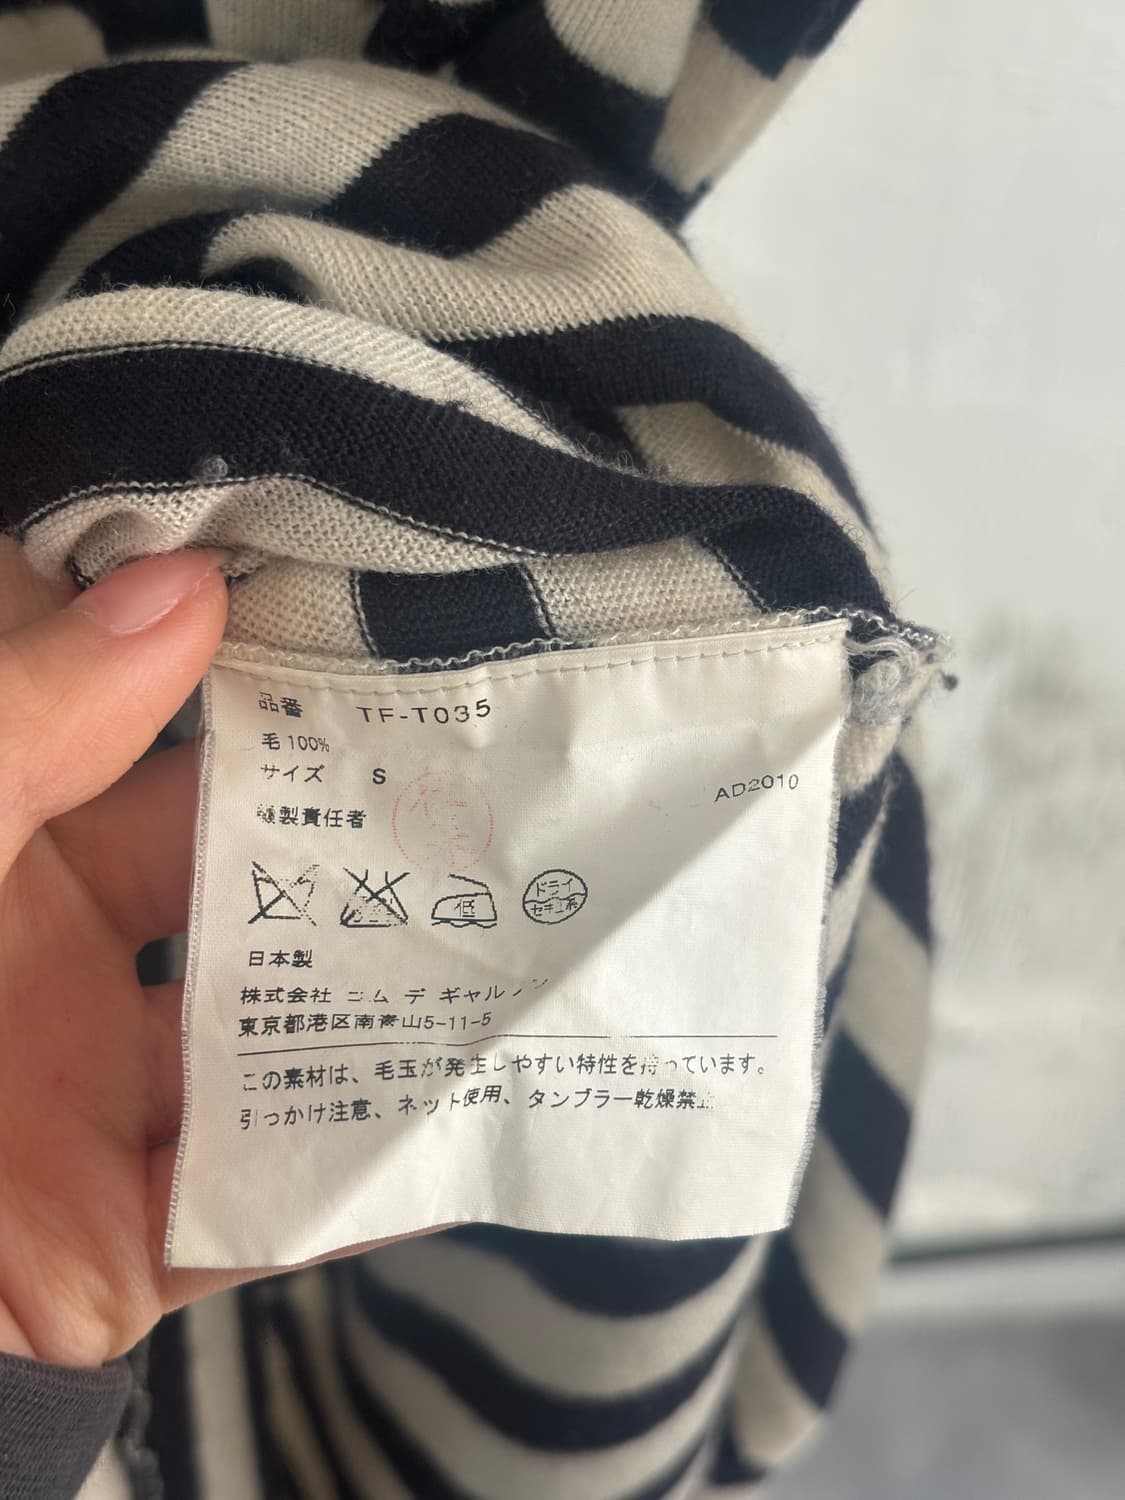 品番 TF-T035
毛 100%
サイズ S
縫製責任者
AD2010
低
ドライ
セキユ系
日本製
株式会社 コム デ ギャルソン
東京都港区南青山5-11-5
この素材は、毛玉が発生しやすい特性を持っています。
引っかけ注意、ネット使用、タンブラー乾燥禁止